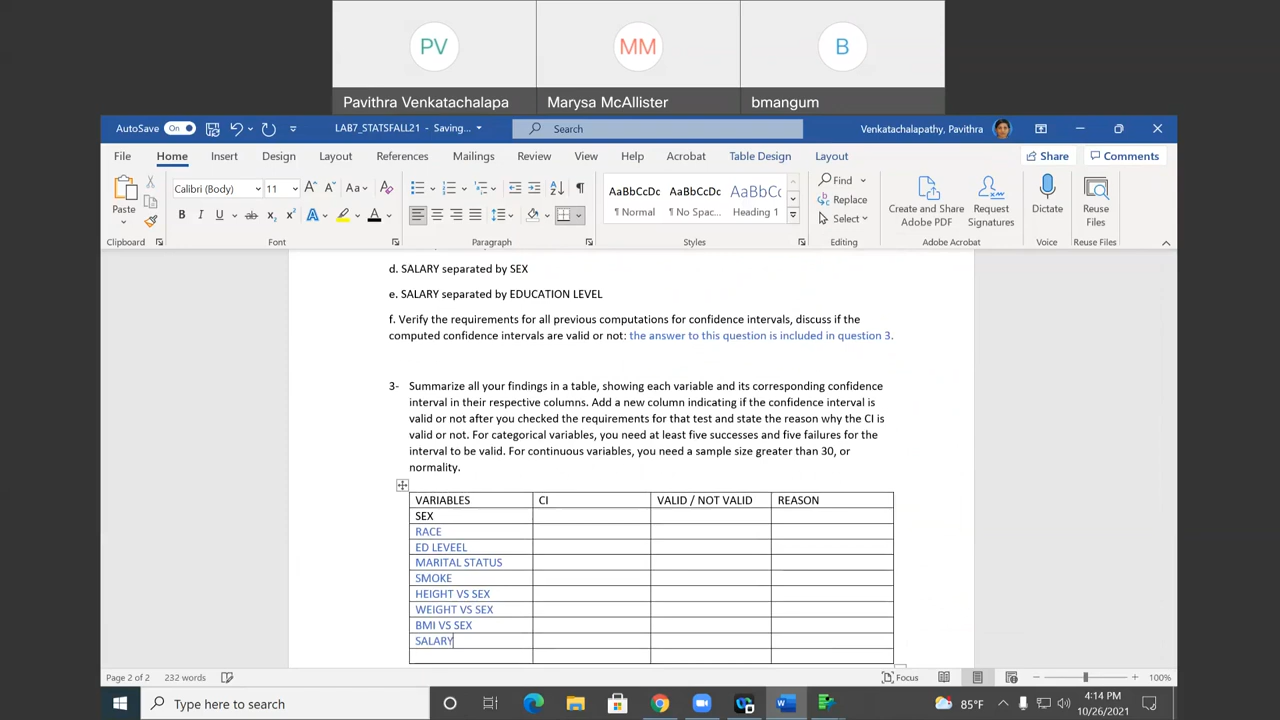 PV
MM
B
Pavithra Venkatachalapa
Marysa McAllister
bmangum
AutoSave On
LAB7_STATSFALL21 - Saving...
Search
Venkatachalapathy, Pavithra
File Home Insert Design Layout References Mailings Review View Help Acrobat Table Design Layout
Share Comments
Paste
Calibri (Body) 11
AaBbCcDc AaBbCcDc AaBbCc
¶ Normal ¶ No Spac... Heading 1
Find
Replace
Select
Create and Share Adobe PDF
Request Signatures
Dictate
Reuse Files
Clipboard Font Paragraph Styles Editing Adobe Acrobat Voice Reuse Files
d. SALARY separated by SEX
e. SALARY separated by EDUCATION LEVEL
f. Verify the requirements for all previous computations for confidence intervals, discuss if the
computed confidence intervals are valid or not: the answer to this question is included in question 3.
3- Summarize all your findings in a table, showing each variable and its corresponding confidence
interval in their respective columns. Add a new column indicating if the confidence interval is
valid or not after you checked the requirements for that test and state the reason why the CI is
valid or not. For categorical variables, you need at least five successes and five failures for the
interval to be valid. For continuous variables, you need a sample size greater than 30, or
normality.
VARIABLES CI VALID / NOT VALID REASON
SEX
RACE
ED LEVEEL
MARITAL STATUS
SMOKE
HEIGHT VS SEX
WEIGHT VS SEX
BMI VS SEX
SALARY
Page 2 of 2 232 words
Focus
100%
Type here to search
85°F
4:14 PM
10/26/2021